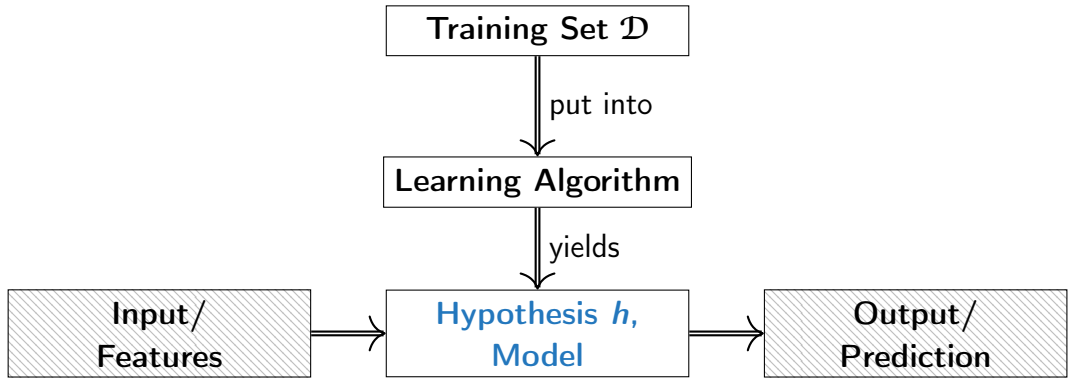 Training Set 𝒟
put into
Learning Algorithm
yields
Input/
Features
Hypothesis h,
Model
Output/
Prediction